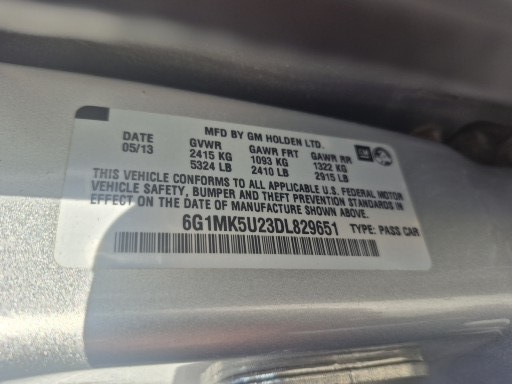 MFD BY GM HOLDEN LTD.
DATE GVWR GAWR FRT GAWR RR
05/13 2415 KG 1093 KG 1322 KG
5324 LB 2410 LB 2915 LB
THIS VEHICLE CONFORMS TO ALL APPLICABLE U.S. FEDERAL MOTOR
VEHICLE SAFETY, BUMPER AND THEFT PREVENTION STANDARDS IN
EFFECT ON THE DATE OF MANUFACTURE SHOWN ABOVE.
6G1MK5U23DL829651
TYPE: PASS CAR
GM